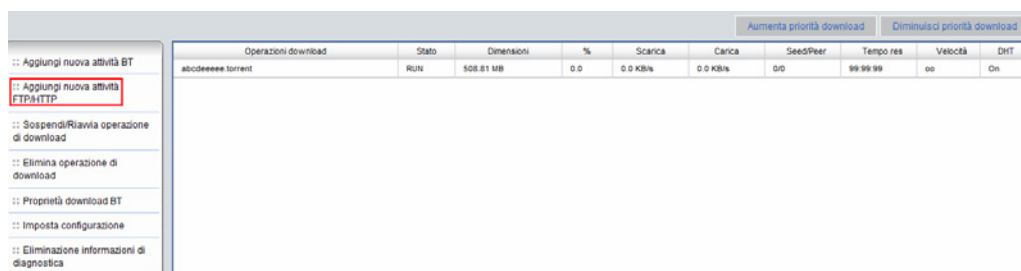 Aumenta priorità download Diminuisci priorità download
:: Aggiungi nuova attività BT
:: Aggiungi nuova attività
FTP/HTTP
:: Sospendi/Riavvia operazione
di download
:: Elimina operazione di
download
:: Proprietà download BT
:: Imposta configurazione
:: Eliminazione informazioni di
diagnostica
Operazioni download Stato Dimensioni % Scarica Carica Seed/Peer Tempo res Velocità DHT
abcdeeeee.torrent RUN 508.81 MB 0.0 0.0 KB/s 0.0 KB/s 0/0 99:99:99 oo On